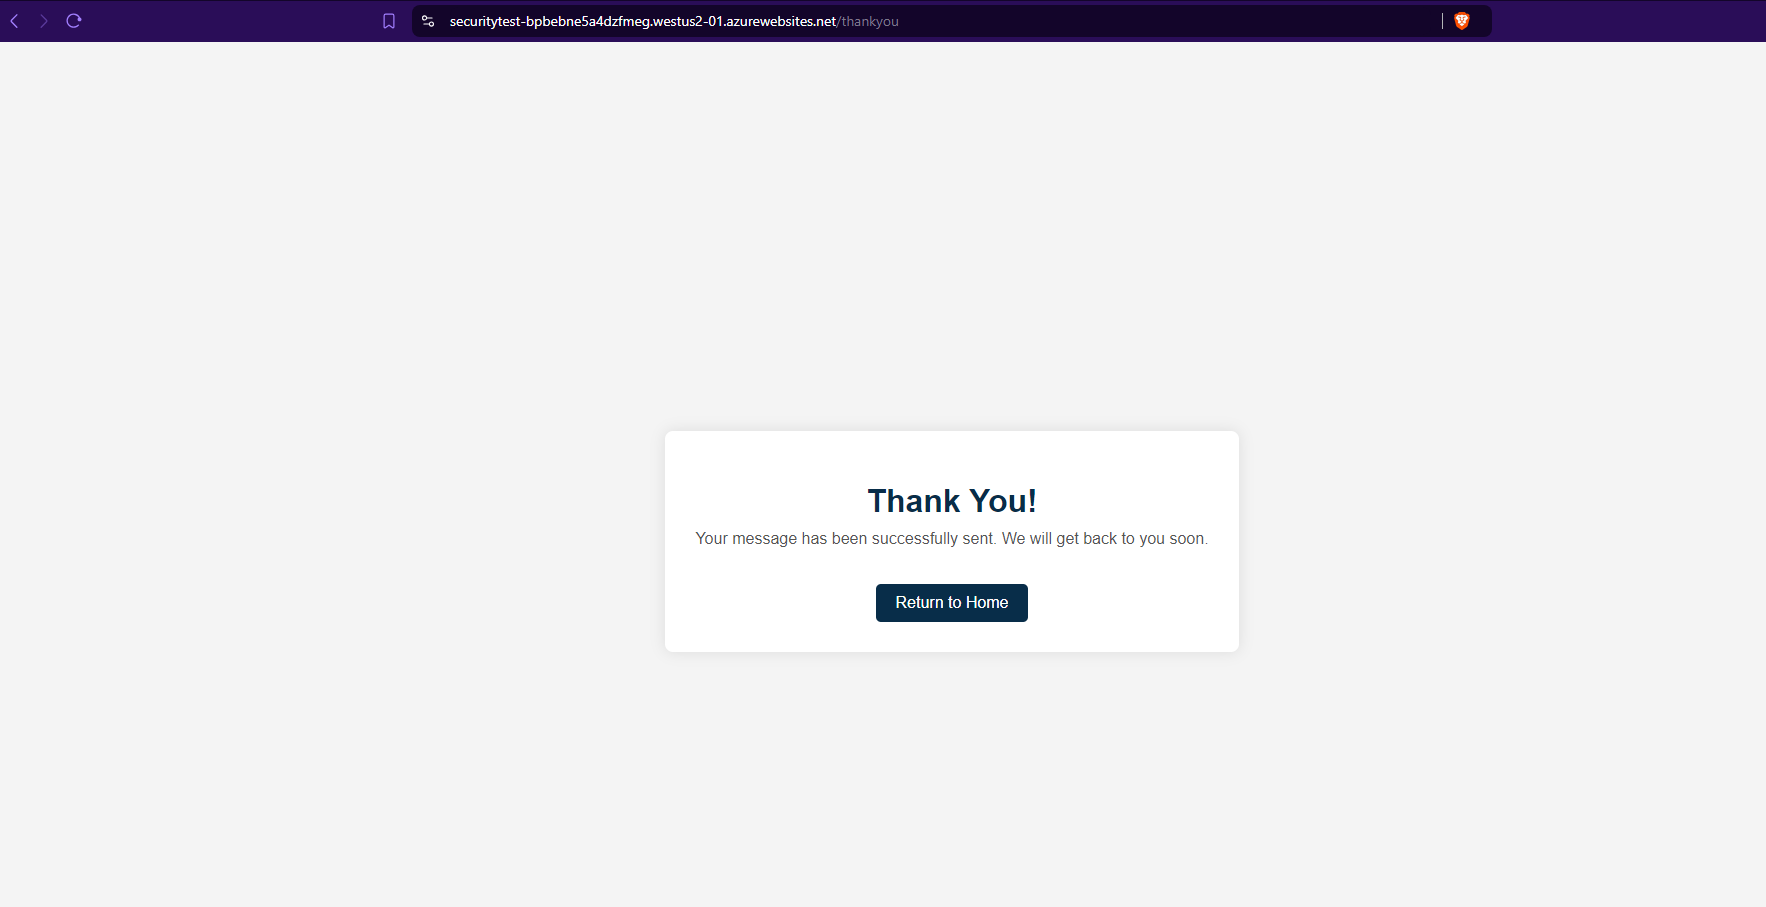 securitytest-bpbebne5a4dzfmeg.westus2-01.azurewebsites.net/thankyou
Thank You!
Your message has been successfully sent. We will get back to you soon.
Return to Home